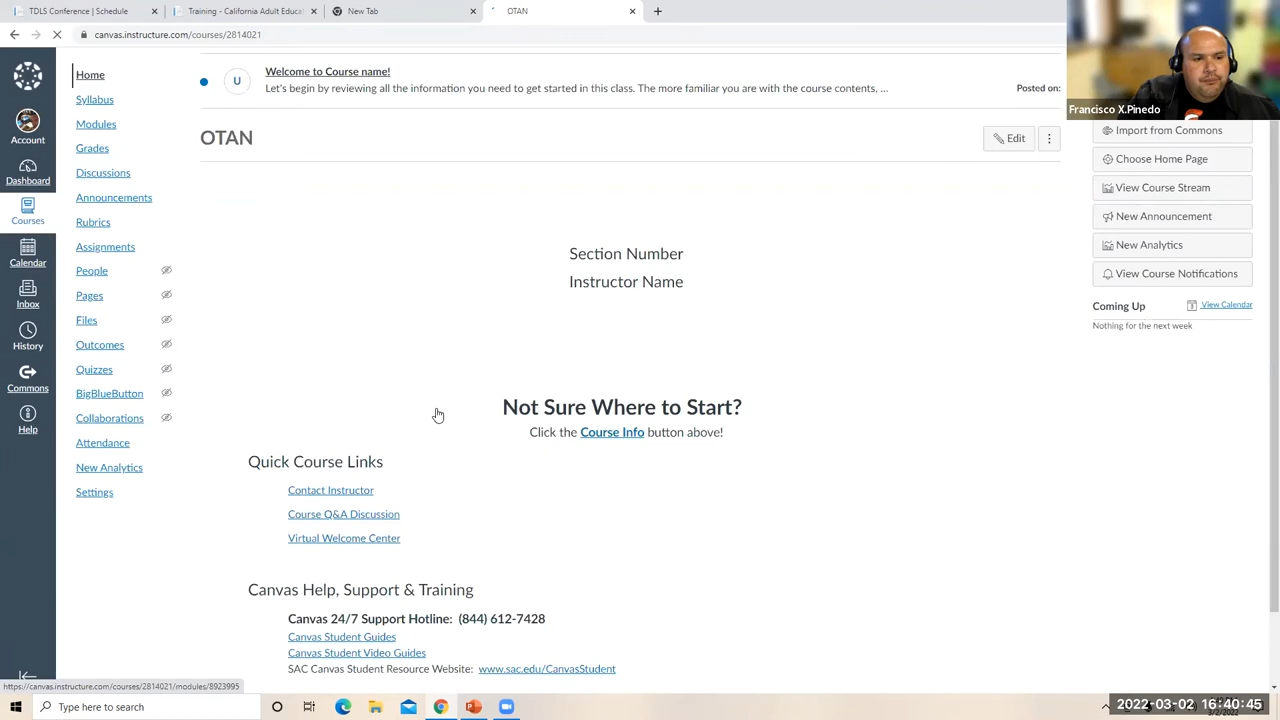 TDLS Conference | Schedule
Training - California Adult Educa
New Tab
OTAN
canvas.instructure.com/courses/2814021
Account
Dashboard
Courses
Calendar
Inbox
History
Commons
Help
Home
Syllabus
Modules
Grades
Discussions
Announcements
Rubrics
Assignments
People
Pages
Files
Outcomes
Quizzes
BigBlueButton
Collaborations
Attendance
New Analytics
Settings
U
Welcome to Course name!
Let's begin by reviewing all the information you need to get started in this class. The more familiar you are with the course contents, ...
Posted on:
OTAN
Edit
Section Number
Instructor Name
Not Sure Where to Start?
Click the Course Info button above!
Quick Course Links
Contact Instructor
Course Q&A Discussion
Virtual Welcome Center
Canvas Help, Support & Training
Canvas 24/7 Support Hotline: (844) 612-7428
Canvas Student Guides
Canvas Student Video Guides
SAC Canvas Student Resource Website: www.sac.edu/CanvasStudent
Francisco X.Pinedo
Import from Commons
Choose Home Page
View Course Stream
New Announcement
New Analytics
View Course Notifications
Coming Up
View Calendar
Nothing for the next week
https://canvas.instructure.com/courses/2814021/modules/8923995
Type here to search
2022-03-02 16:40:45